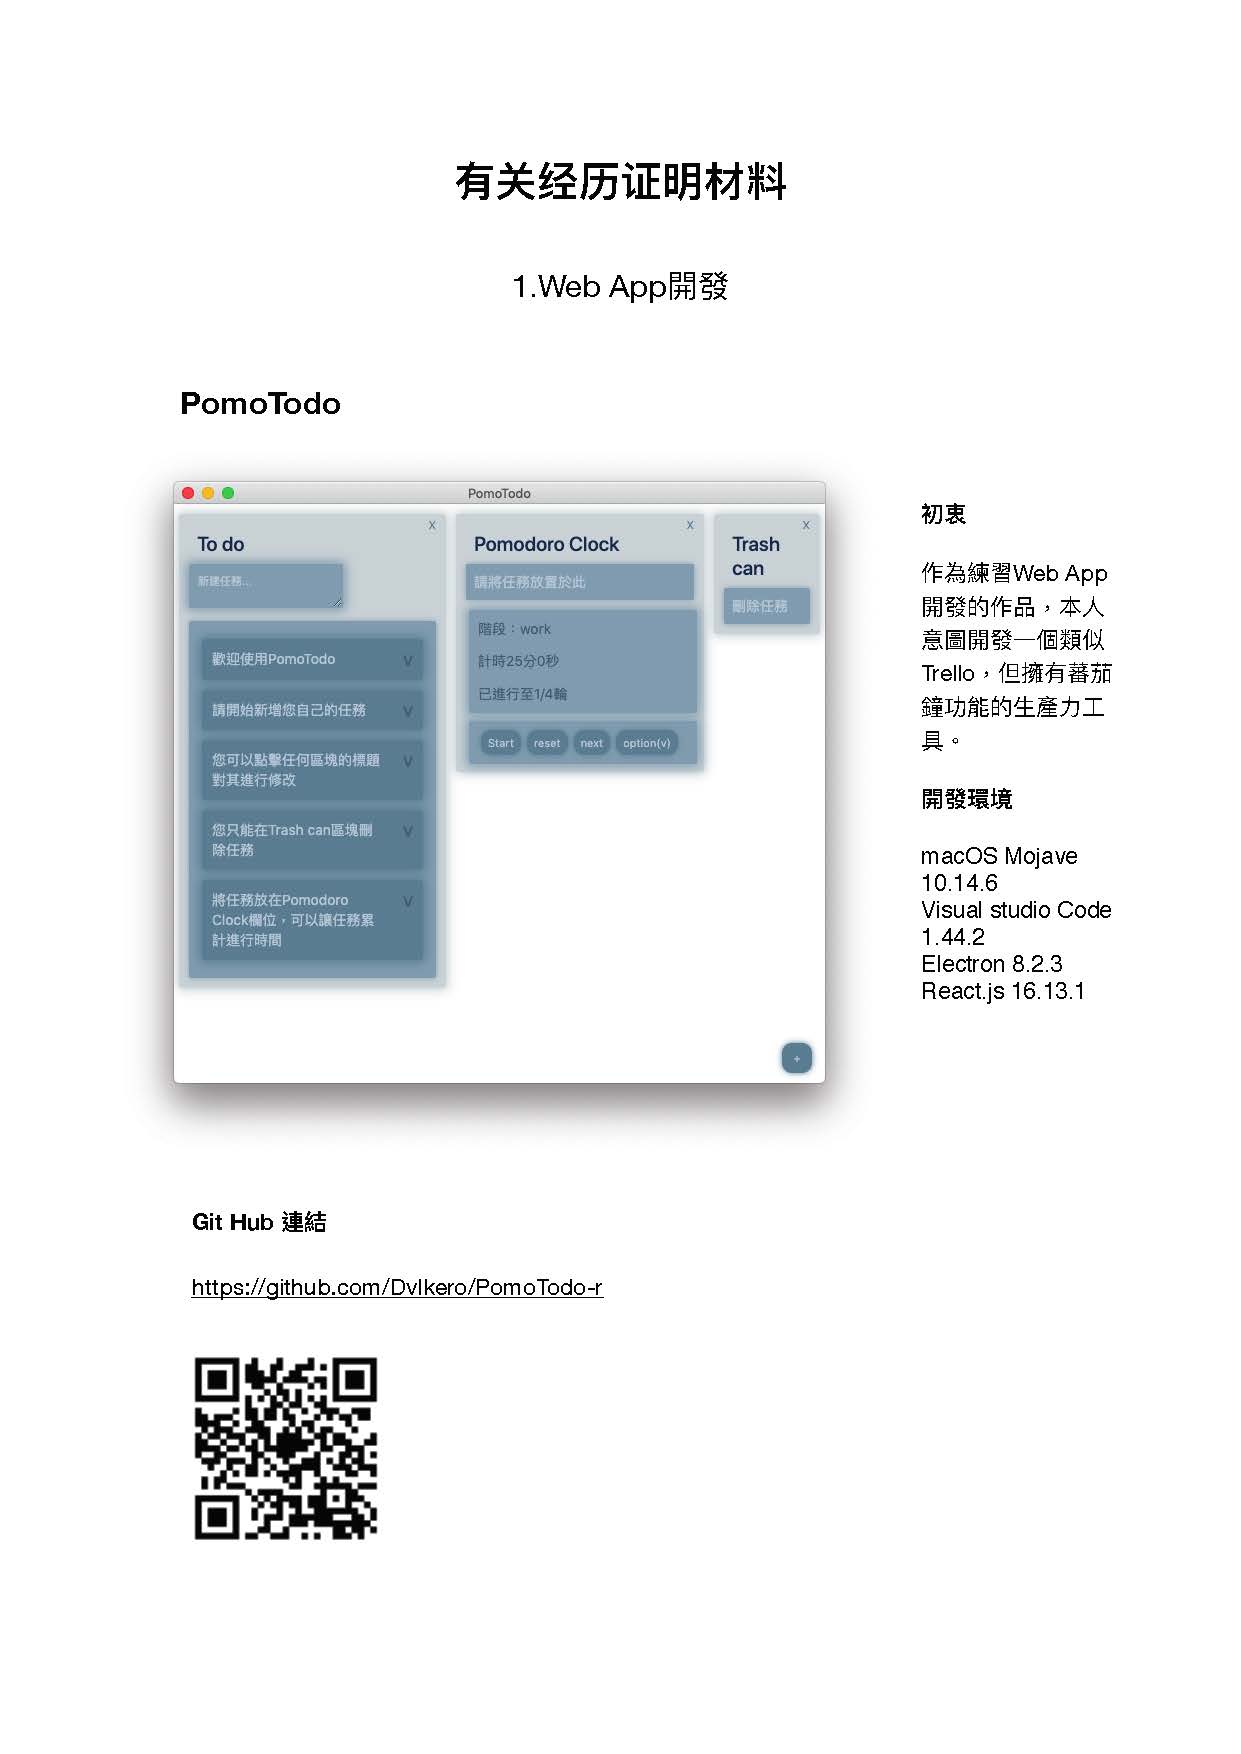 有关经历证明材料
1.Web App開發
PomoTodo
PomoTodo
X
To do
新建任務...
歡迎使用PomoTodo
V
請開始新增您自己的任務
V
您可以點擊任何區塊的標題
對其進行修改
V
您只能在Trash can區塊刪
除任務
V
將任務放在Pomodoro
Clock欄位，可以讓任務累
計進行時間
V
X
Pomodoro Clock
請將任務放置於此
階段：work
計時25分0秒
已進行至1/4輪
Start
reset
next
option(v)
X
Trash
can
刪除任務
+
初衷
作為練習Web App
開發的作品，本人
意圖開發一個類似
Trello，但擁有蕃茄
鐘功能的生產力工
具。
開發環境
macOS Mojave
10.14.6
Visual studio Code
1.44.2
Electron 8.2.3
React.js 16.13.1
Git Hub 連結
https://github.com/Dvlkero/PomoTodo-r